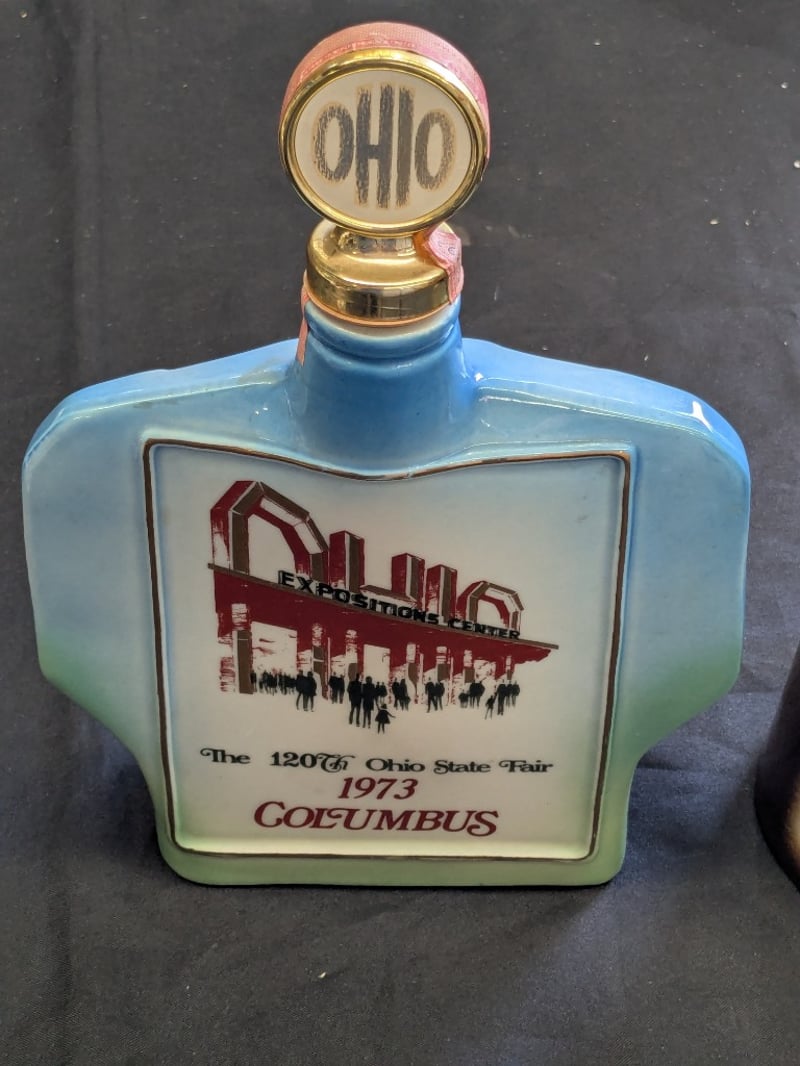 OHIO
OHIO
EXPOSITIONS CENTER
The 120Th Ohio State Fair
1973
COLUMBUS